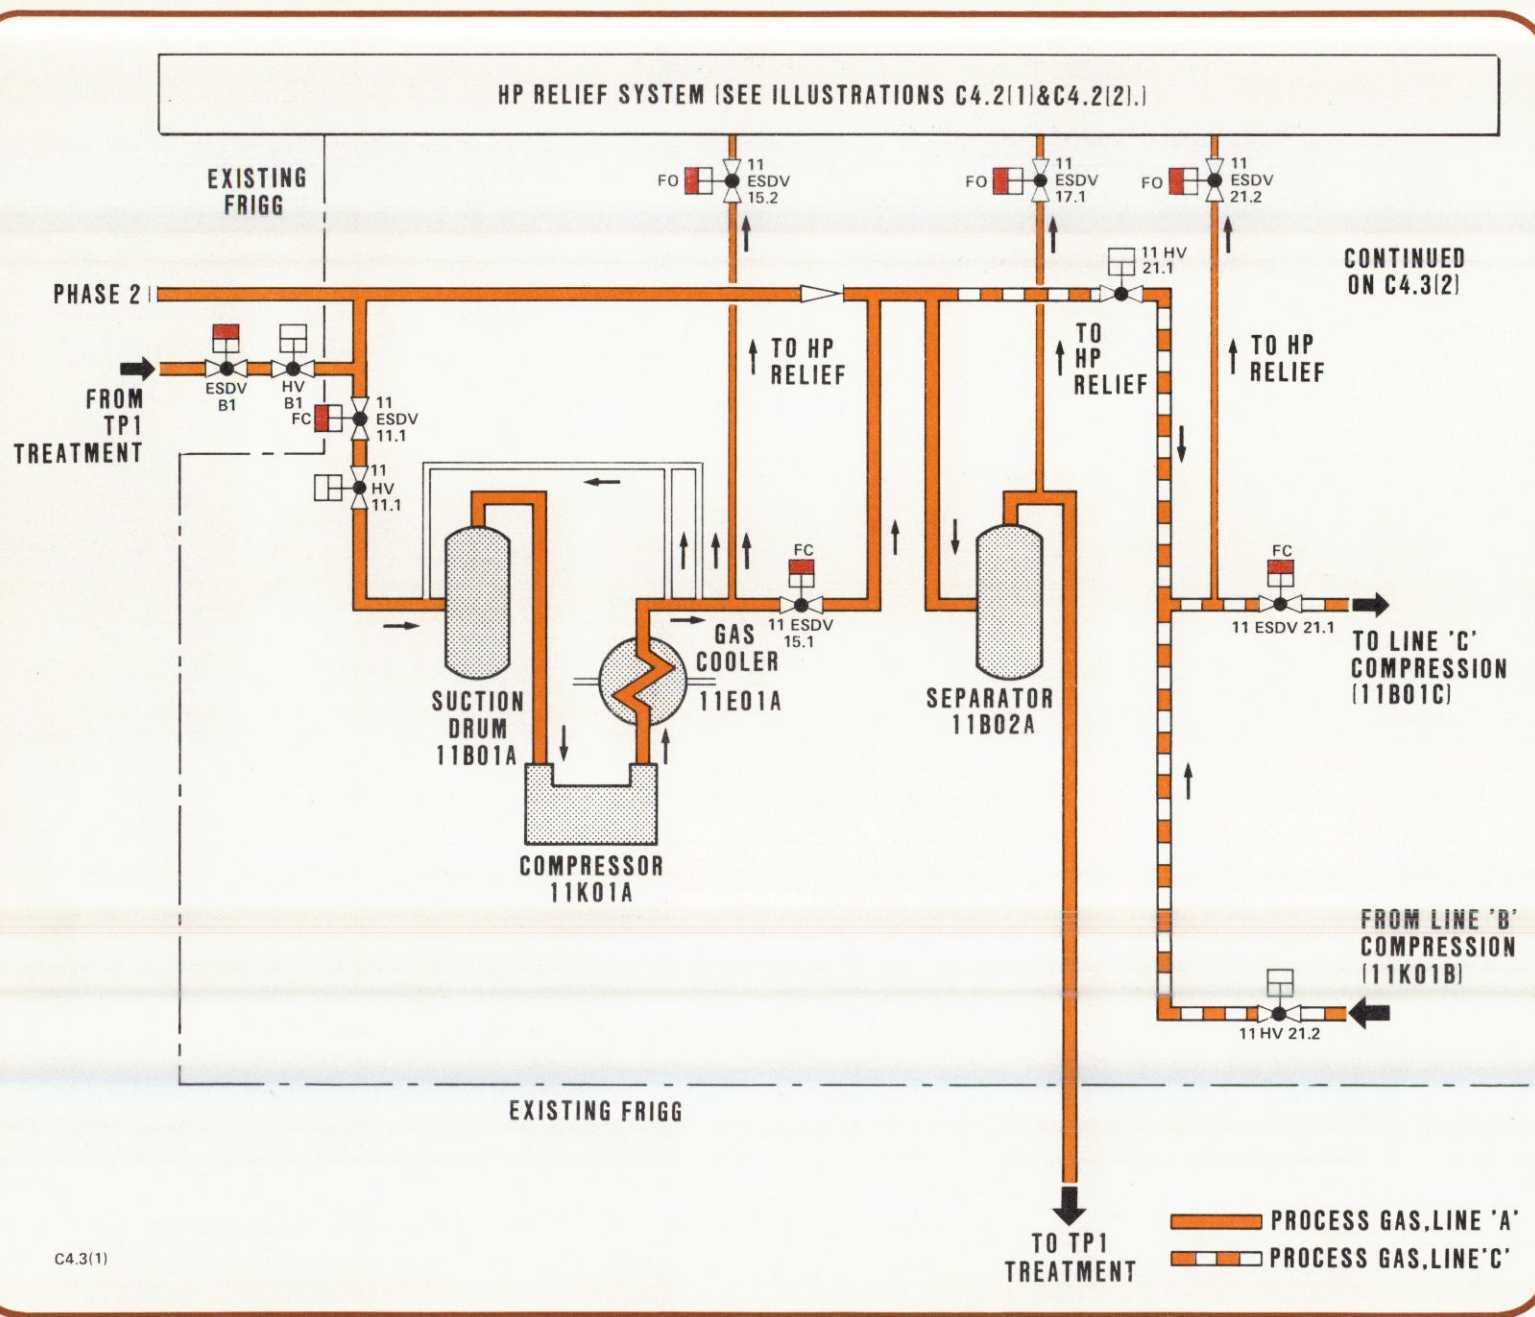 HP RELIEF SYSTEM (SEE ILLUSTRATIONS C4.2(1)&C4.2(2).)
EXISTING
FRIGG
FO
11
ESDV
15.2
FO
11
ESDV
17.1
FO
11
ESDV
21.2
11 HV
21.1
CONTINUED
ON C4.3(2)
PHASE 2
ESDV
B1
HV
B1
FROM
TP1
TREATMENT
FC
11
ESDV
11.1
11
HV
11.1
TO HP
RELIEF
TO
HP
RELIEF
TO HP
RELIEF
FC
11 ESDV
15.1
FC
11 ESDV 21.1
TO LINE 'C'
COMPRESSION
(11B01C)
GAS
COOLER
11E01A
SUCTION
DRUM
11B01A
SEPARATOR
11B02A
COMPRESSOR
11K01A
FROM LINE 'B'
COMPRESSION
(11K01B)
11 HV 21.2
EXISTING FRIGG
TO TP1
TREATMENT
PROCESS GAS,LINE 'A'
PROCESS GAS,LINE'C'
C4.3(1)